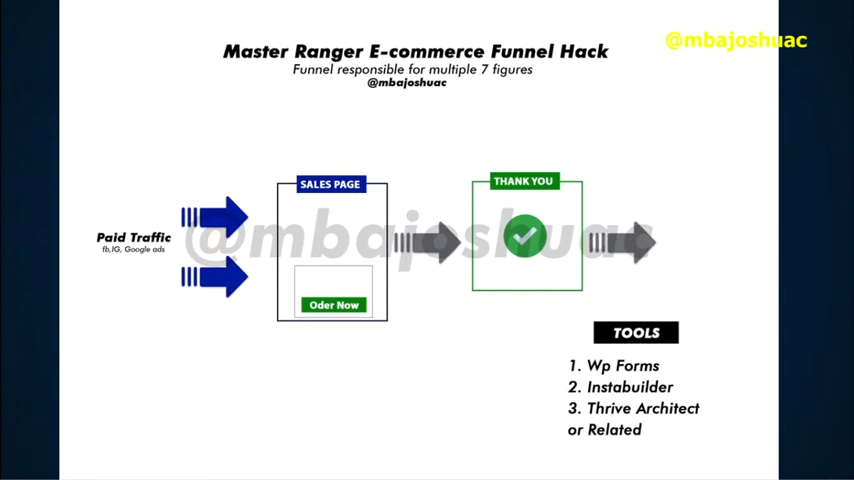 Master Ranger E-commerce Funnel Hack
@mbajoshuac
Funnel responsible for multiple 7 figures
@mbajoshuac
SALES PAGE
THANK YOU
Paid Traffic
fb,IG, Google ads
@mbajoshuac
Oder Now
TOOLS
1. Wp Forms
2. Instabuilder
3. Thrive Architect
or Related